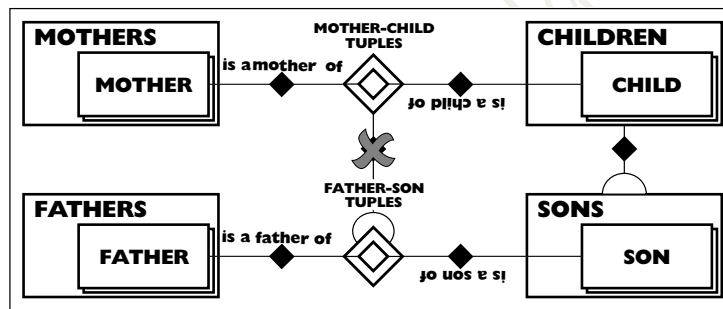 MOTHERS
MOTHER
is a mother of
MOTHER-CHILD
TUPLES
is a child of
CHILDREN
CHILD
FATHERS
FATHER
is a father of
FATHER-SON
TUPLES
is a son of
SONS
SON